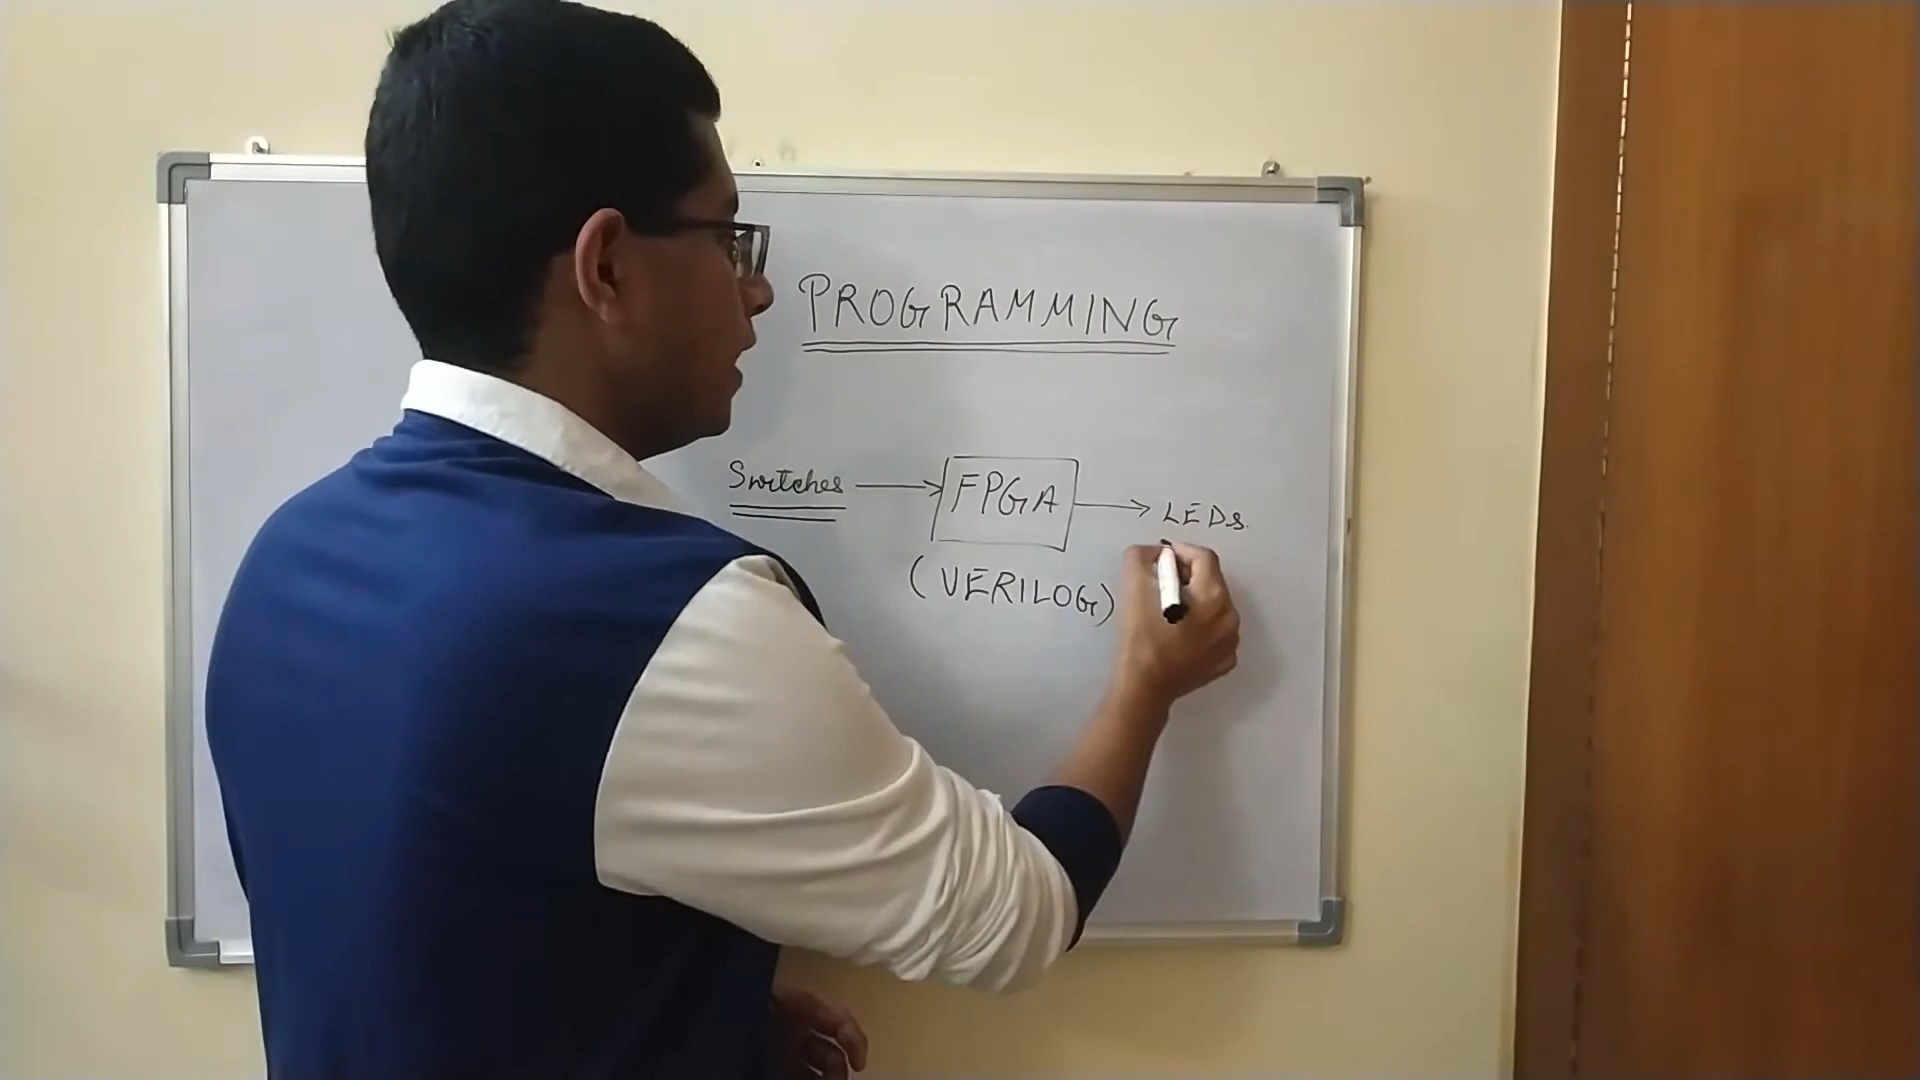 PROGRAMMING
Switches → FPGA → LEDs
(VERILOG)